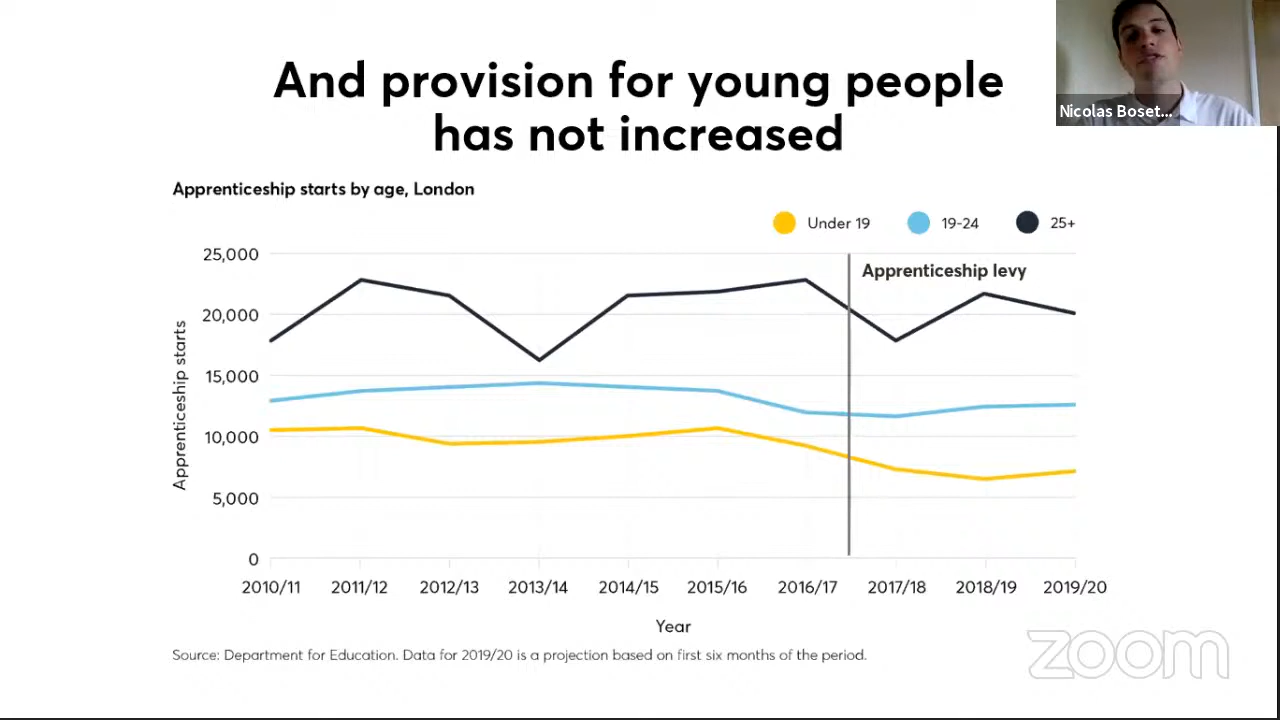 And provision for young people
has not increased
Nicolas Boset...
Apprenticeship starts by age, London
Under 19
19-24
25+
25,000
20,000
15,000
10,000
5,000
0
Apprenticeship starts
Apprenticeship levy
2010/11 2011/12 2012/13 2013/14 2014/15 2015/16 2016/17 2017/18 2018/19 2019/20
Year
Source: Department for Education. Data for 2019/20 is a projection based on first six months of the period.
zoom